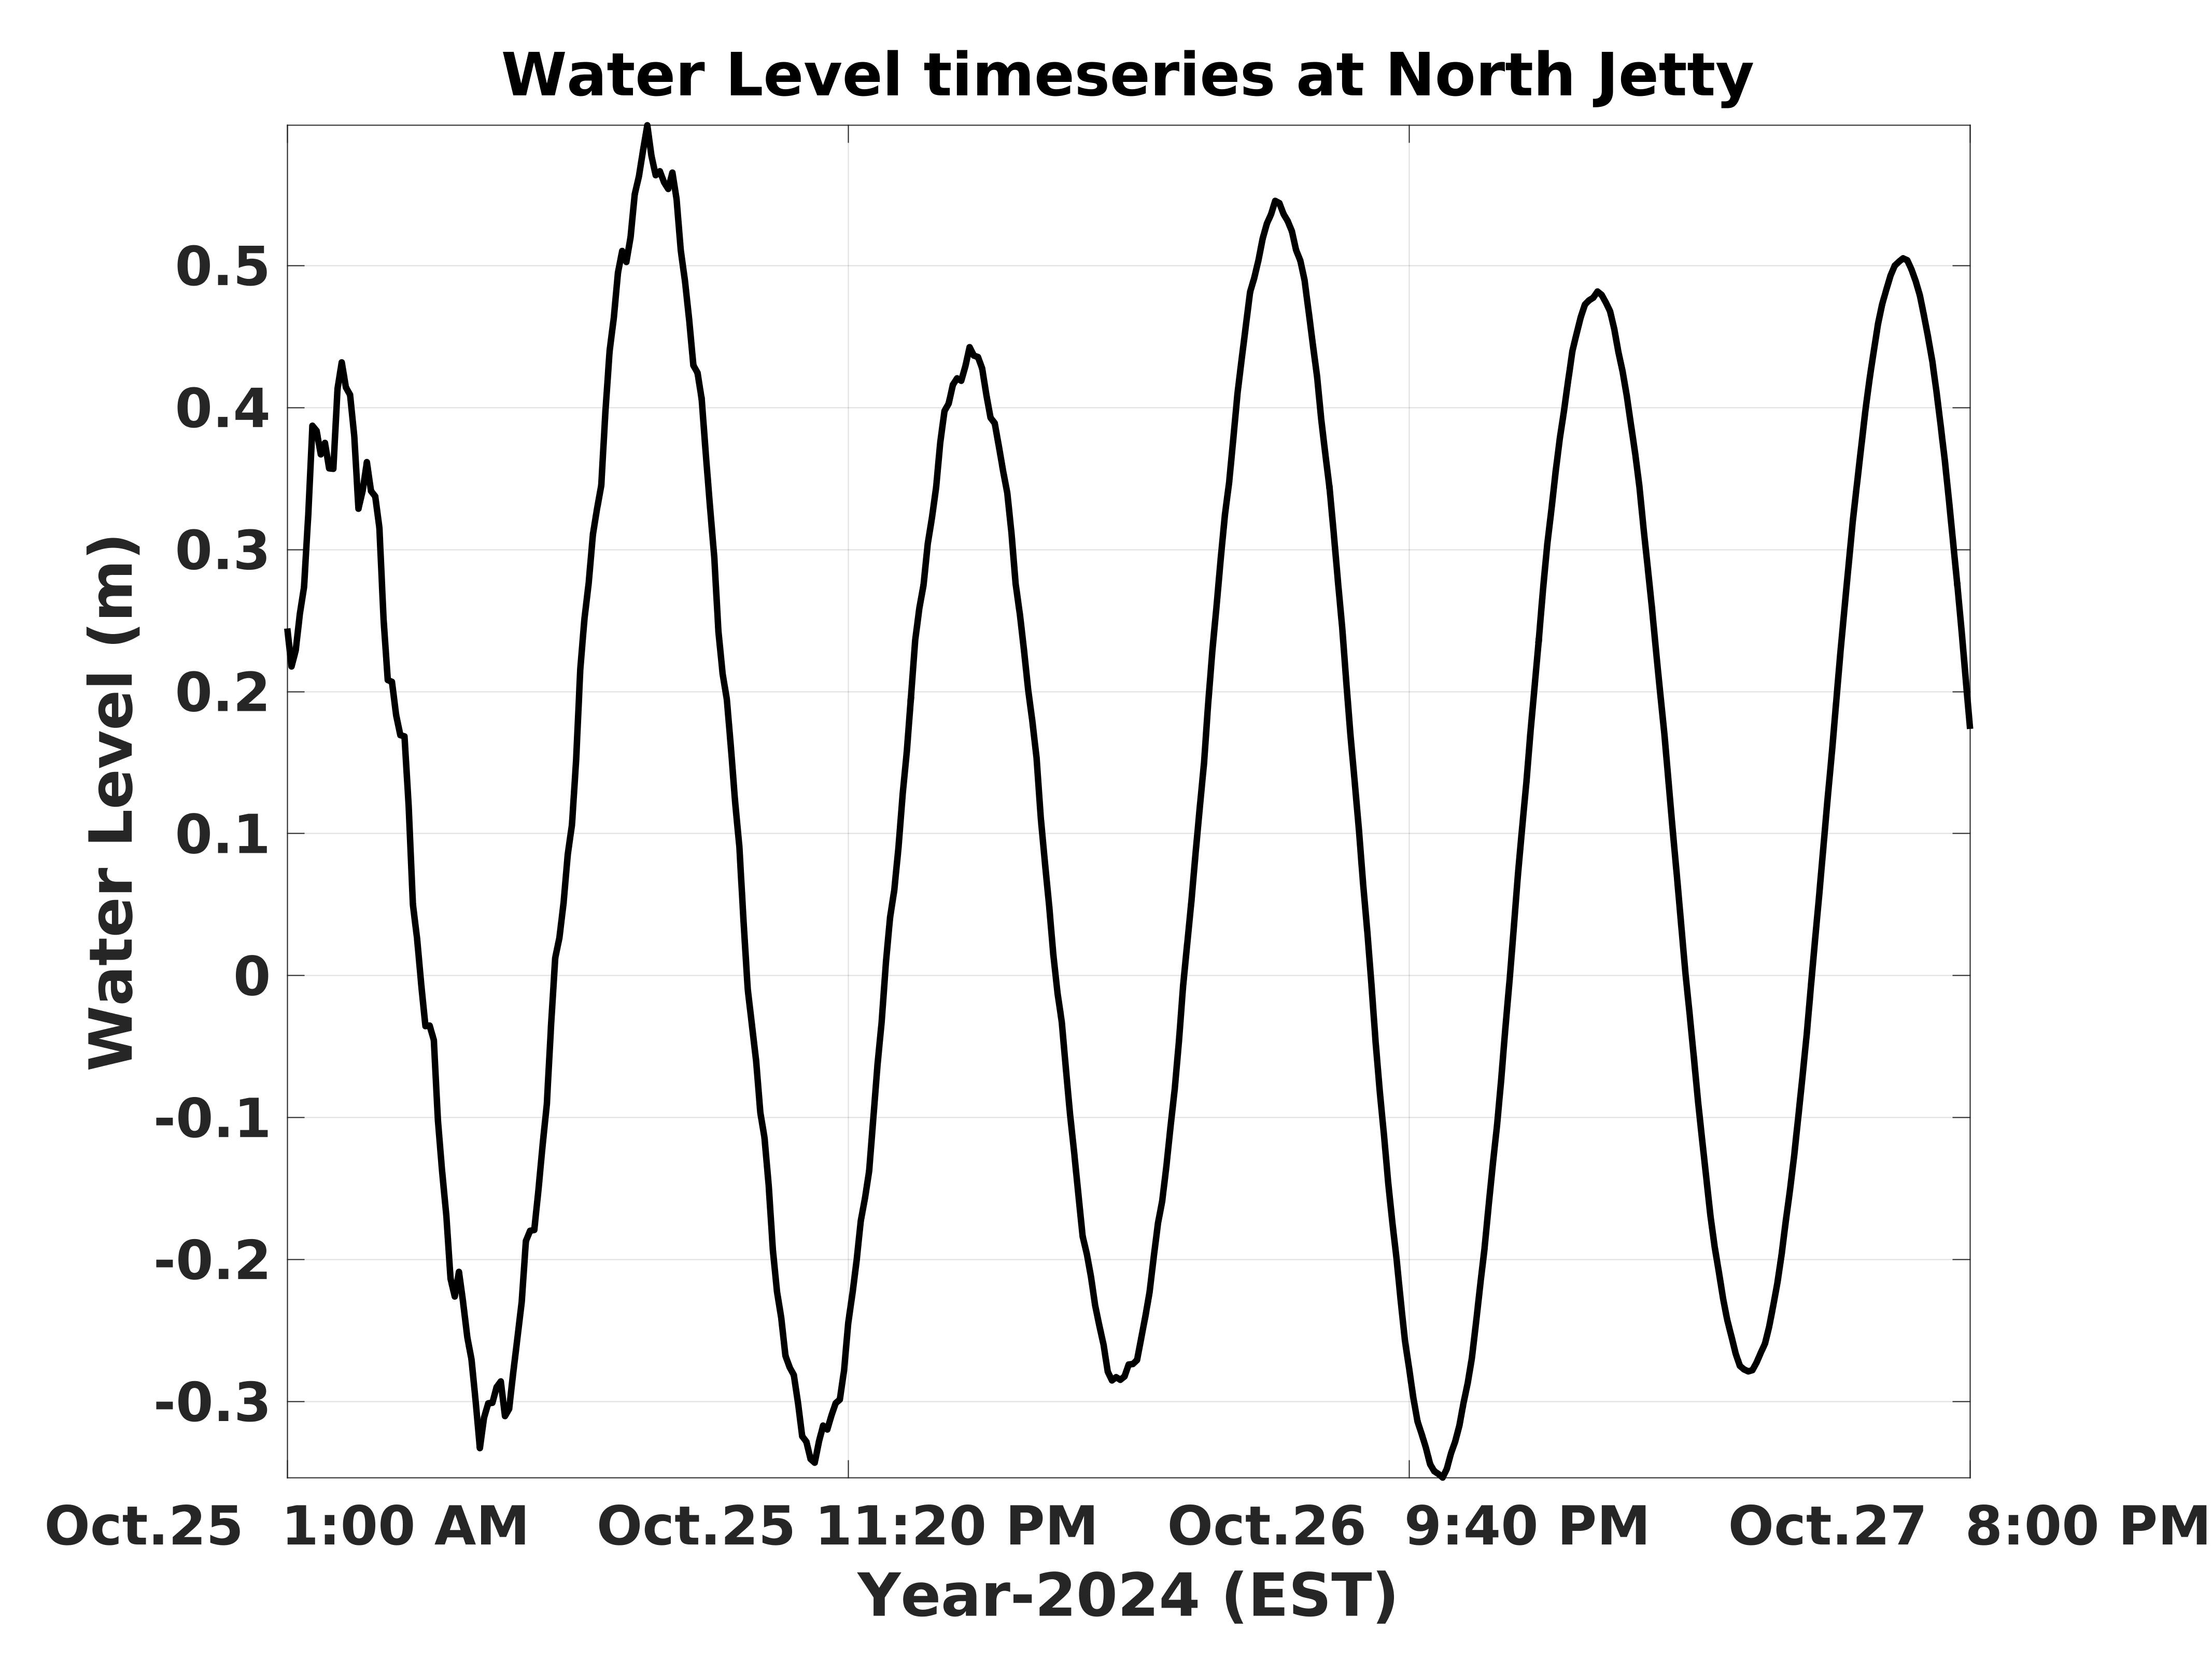 Water Level timeseries at North Jetty
Water Level (m)
0.5
0.4
0.3
0.2
0.1
0
-0.1
-0.2
-0.3
Oct.25 1:00 AM Oct.25 11:20 PM Oct.26 9:40 PM Oct.27 8:00 PM
Year-2024 (EST)